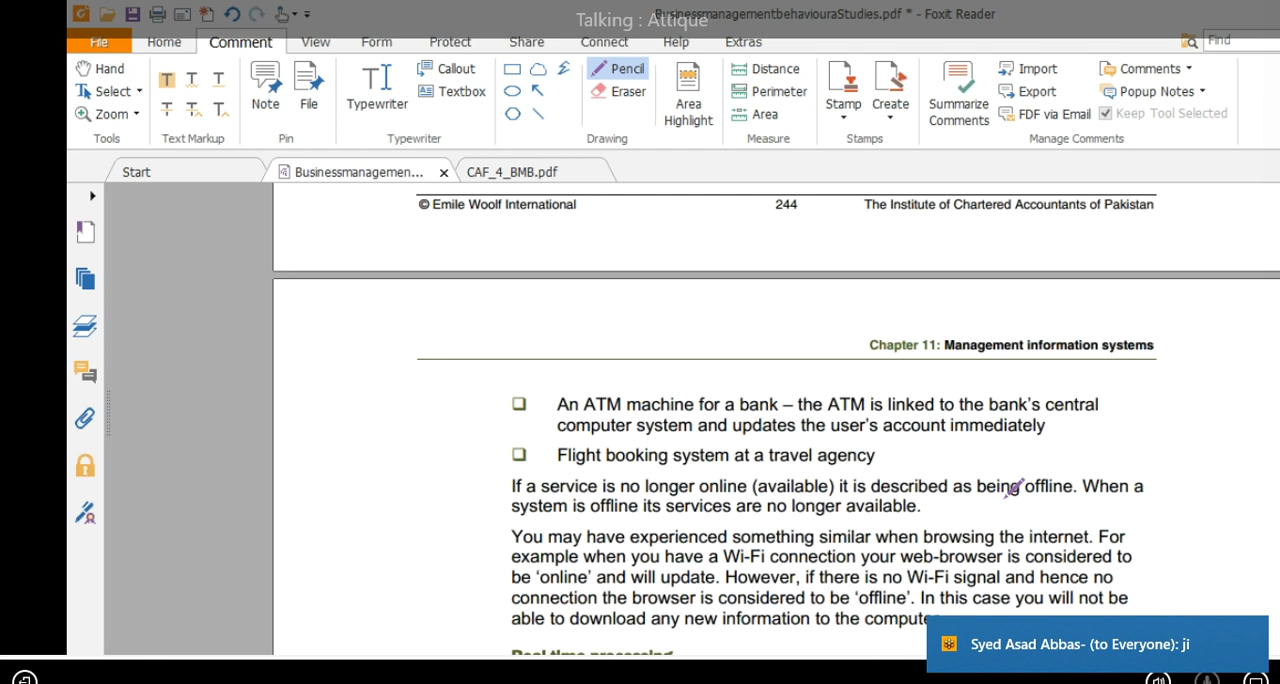 Talking : Attique
BusinessmanagementbehaviouraStudies.pdf * - Foxit Reader
File Home Comment View Form Protect Share Connect Help Extras Find
Hand
Select
Zoom
Tools
T T T
T T T
Text Markup
Note File
Pin
Typewriter
Callout
Textbox
Typewriter
Pencil
Eraser
Area
Highlight
Drawing
Distance
Perimeter
Area
Measure
Stamp Create
Stamps
Summarize
Comments
Import
Export
FDF via Email
Comments
Popup Notes
Keep Tool Selected
Manage Comments
Start Businessmanagemen... CAF_4_BMB.pdf
© Emile Woolf International 244 The Institute of Chartered Accountants of Pakistan
Chapter 11: Management information systems
An ATM machine for a bank – the ATM is linked to the bank's central
computer system and updates the user's account immediately
Flight booking system at a travel agency
If a service is no longer online (available) it is described as being offline. When a
system is offline its services are no longer available.
You may have experienced something similar when browsing the internet. For
example when you have a Wi-Fi connection your web-browser is considered to
be 'online' and will update. However, if there is no Wi-Fi signal and hence no
connection the browser is considered to be 'offline'. In this case you will not be
able to download any new information to the compute
Real time processing
Syed Asad Abbas- (to Everyone): ji